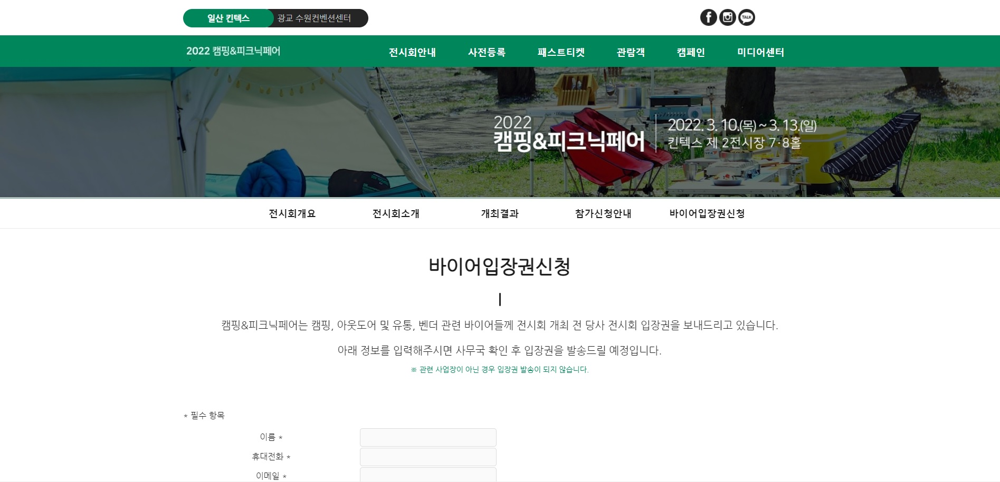 일산 킨텍스 광교 수원컨벤션센터
TALK
2022 캠핑&피크닉페어 전시회안내 사전등록 패스트티켓 관람객 캠페인 미디어센터
2022
캠핑&피크닉페어
2022. 3. 10.(목) ~ 3. 13.(일)
킨텍스 제 2전시장 7·8홀
전시회개요 전시회소개 개최결과 참가신청안내 바이어입장권신청
바이어입장권신청
캠핑&피크닉페어는 캠핑, 아웃도어 및 유통, 벤더 관련 바이어들께 전시회 개최 전 당사 전시회 입장권을 보내드리고 있습니다.
아래 정보를 입력해주시면 사무국 확인 후 입장권을 발송드릴 예정입니다.
※ 관련 사업장이 아닌 경우 입장권 발송이 되지 않습니다.
* 필수 항목
이름 *
휴대전화 *
이메일 *